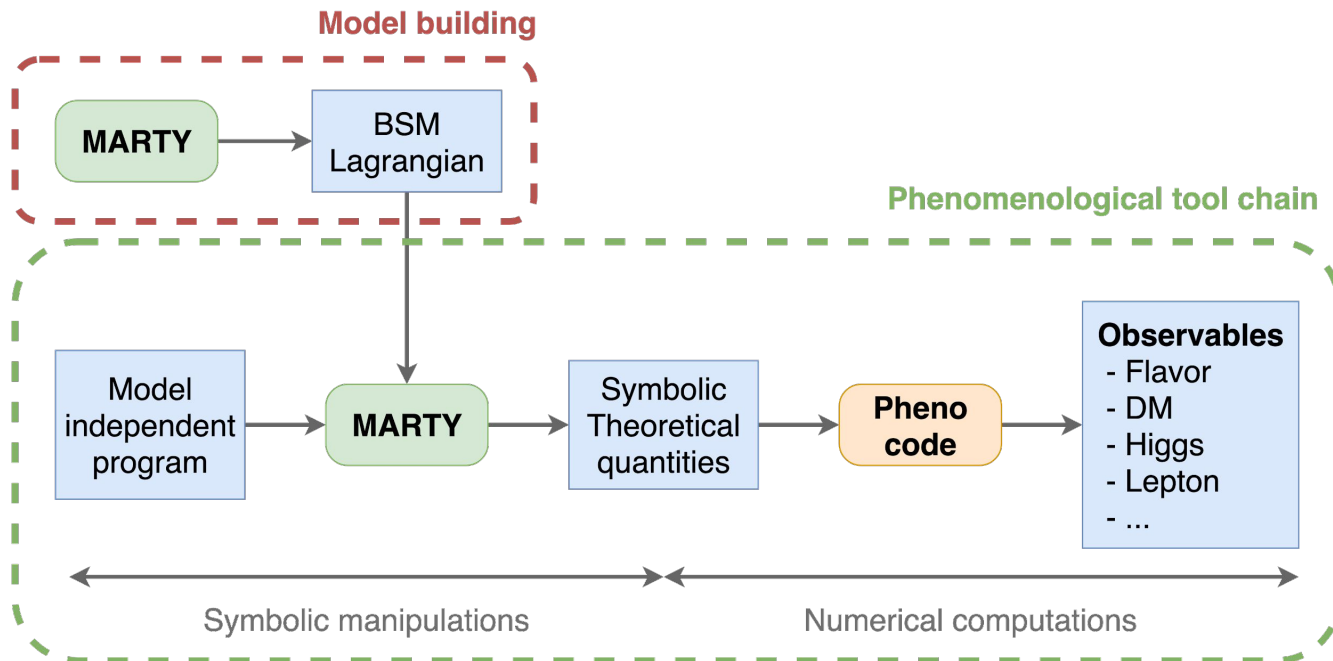 Model building
MARTY
BSM
Lagrangian
Phenomenological tool chain
Model
independent
program
MARTY
Symbolic
Theoretical
quantities
Pheno
code
Observables
- Flavor
- DM
- Higgs
- Lepton
- ...
Symbolic manipulations
Numerical computations